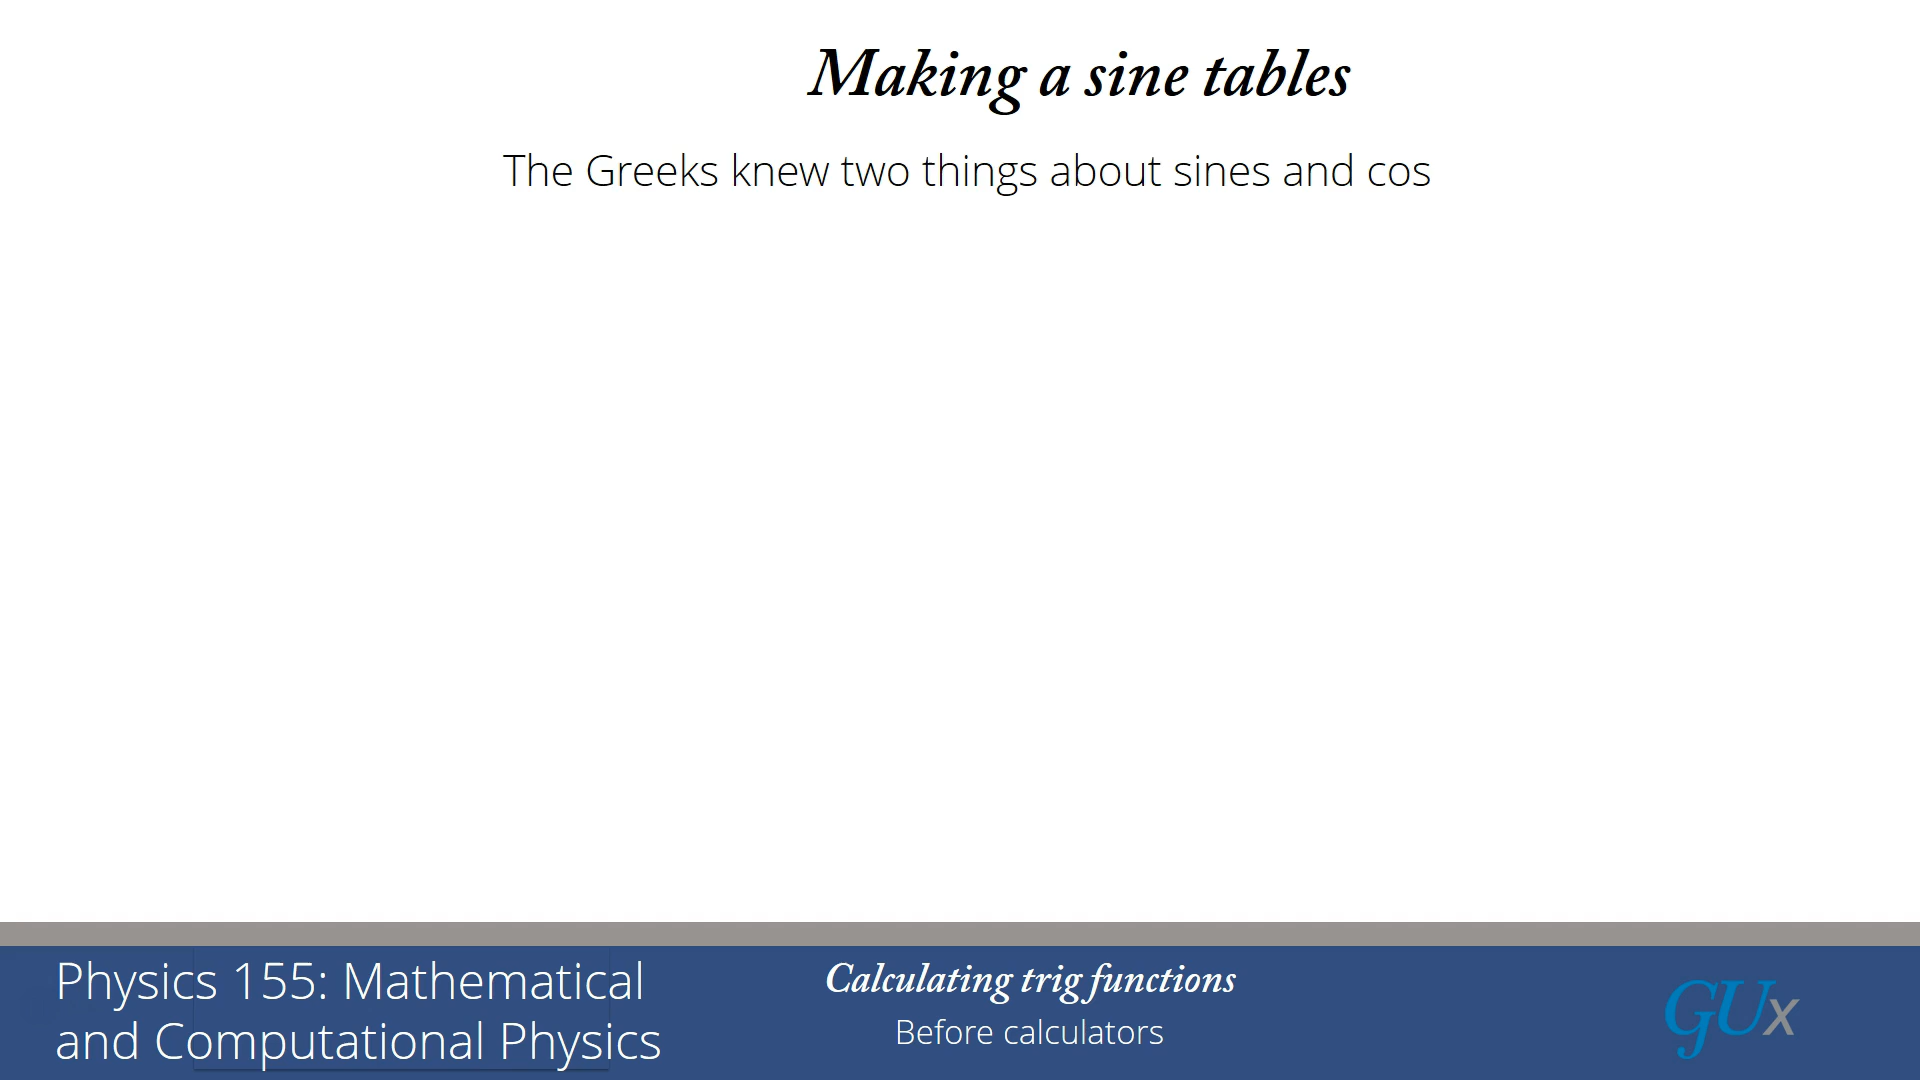 Making a sine tables
The Greeks knew two things about sines and cos
Physics 155: Mathematical
and Computational Physics
Calculating trig functions
Before calculators
GUx